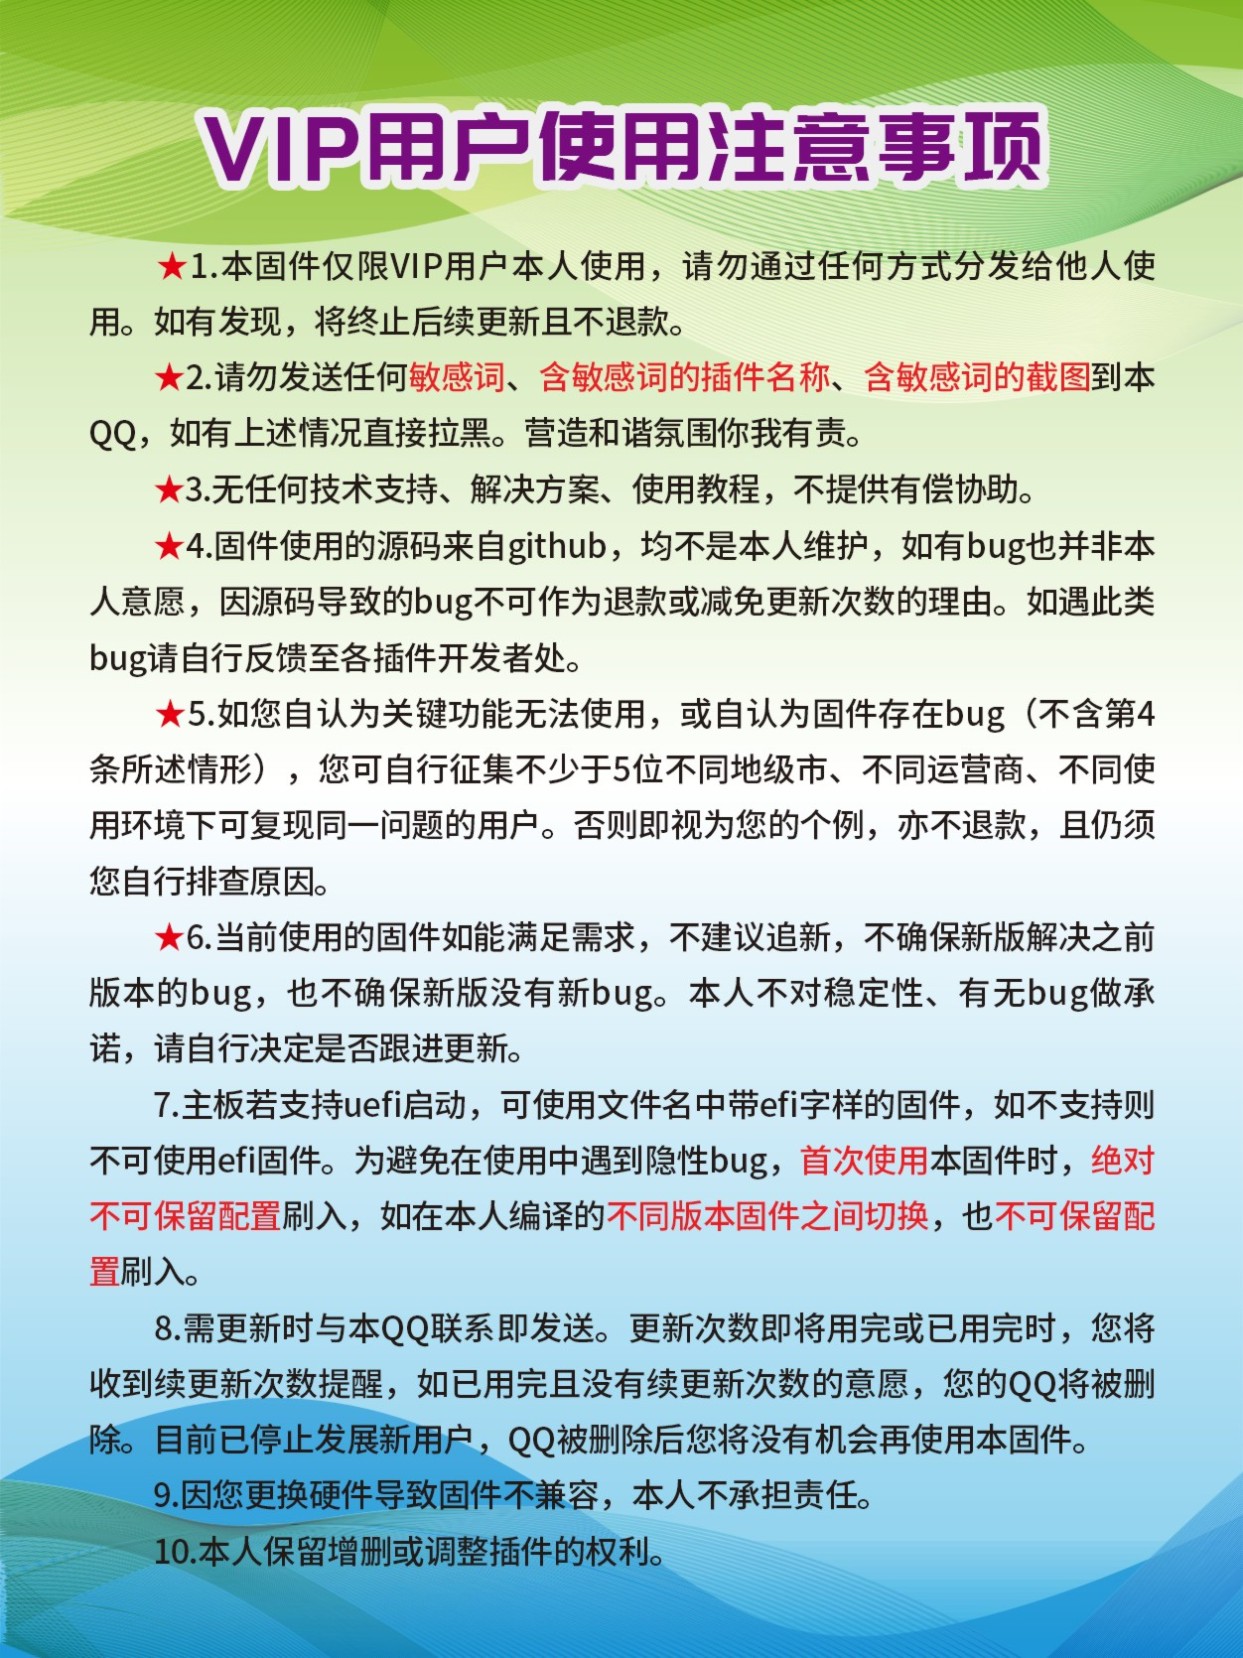 VIP用户使用注意事项
★1.本固件仅限VIP用户本人使用，请勿通过任何方式分发给他人使
用。如有发现，将终止后续更新且不退款。
★2.请勿发送任何敏感词、含敏感词的插件名称、含敏感词的截图到本
QQ，如有上述情况直接拉黑。营造和谐氛围你我有责。
★3.无任何技术支持、解决方案、使用教程，不提供有偿协助。
★4.固件使用的源码来自github，均不是本人维护，如有bug也并非本
人意愿，因源码导致的bug不可作为退款或减免更新次数的理由。如遇此类
bug请自行反馈至各插件开发者处。
★5.如您自认为关键功能无法使用，或自认为固件存在bug（不含第4
条所述情形），您可自行征集不少于5位不同地级市、不同运营商、不同使
用环境下可复现同一问题的用户。否则即视为您的个例，亦不退款，且仍须
您自行排查原因。
★6.当前使用的固件如能满足需求，不建议追新，不确保新版解决之前
版本的bug，也不确保新版没有新bug。本人不对稳定性、有无bug做承
诺，请自行决定是否跟进更新。
7.主板若支持uefi启动，可使用文件名中带efi字样的固件，如不支持则
不可使用efi固件。为避免在使用中遇到隐性bug，首次使用本固件时，绝对
不可保留配置刷入，如在本人编译的不同版本固件之间切换，也不可保留配
置刷入。
8.需更新时与本QQ联系即发送。更新次数即将用完或已用完时，您将
收到续更新次数提醒，如已用完且没有续更新次数的意愿，您的QQ将被删
除。目前已停止发展新用户，QQ被删除后您将没有机会再使用本固件。
9.因您更换硬件导致固件不兼容，本人不承担责任。
10.本人保留增删或调整插件的权利。